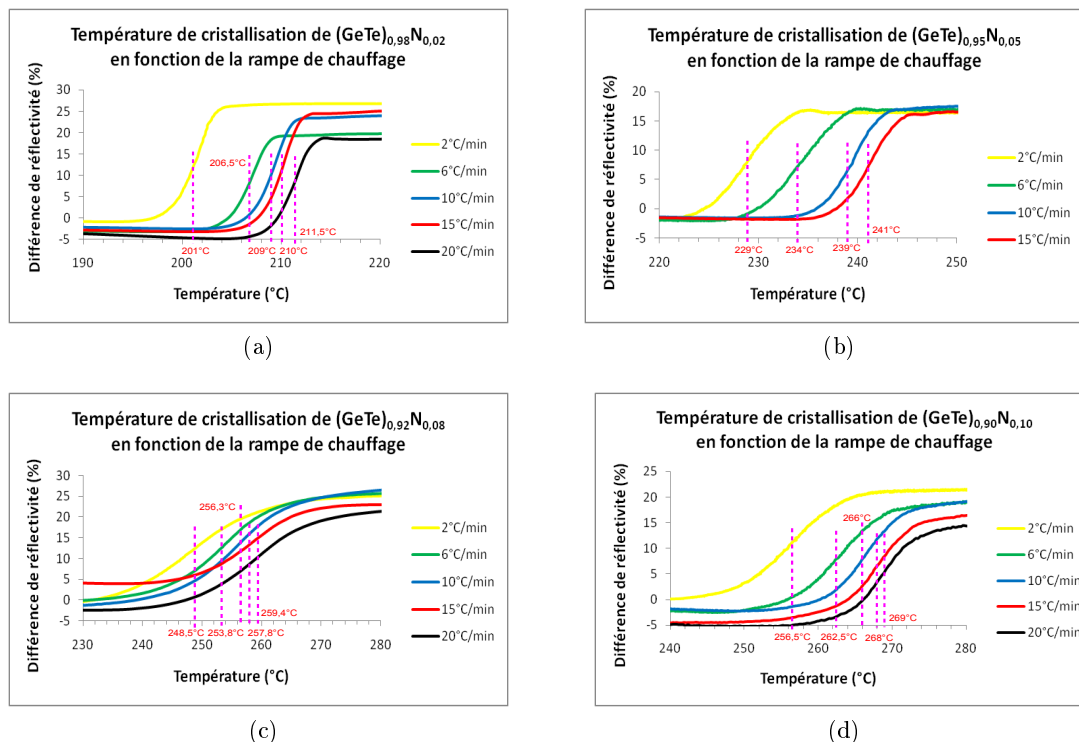 Température de cristallisation de (GeTe)0,98N0,02
en fonction de la rampe de chauffage
Différence de réflectivité (%)
30
25
20
15
10
5
0
-5
190
200
210
220
206,5°C
201°C
209°C
210°C
211,5°C
2°C/min
6°C/min
10°C/min
15°C/min
20°C/min
Température (°C)
(a)
Température de cristallisation de (GeTe)0,95N0,05
en fonction de la rampe de chauffage
Différence de réflectivité (%)
20
15
10
5
0
-5
220
230
240
250
229°C
234°C
239°C
241°C
2°C/min
6°C/min
10°C/min
15°C/min
Température (°C)
(b)
Température de cristallisation de (GeTe)0,92N0,08
en fonction de la rampe de chauffage
Différence de réflectivité (%)
30
25
20
15
10
5
0
-5
230
240
250
260
270
280
256,3°C
259,4°C
248,5°C
253,8°C
257,8°C
2°C/min
6°C/min
10°C/min
15°C/min
20°C/min
Température (°C)
(c)
Température de cristallisation de (GeTe)0,90N0,10
en fonction de la rampe de chauffage
Différence de réflectivité (%)
25
20
15
10
5
0
-5
240
250
260
270
280
266°C
269°C
256,5°C
262,5°C
268°C
2°C/min
6°C/min
10°C/min
15°C/min
20°C/min
Température (°C)
(d)